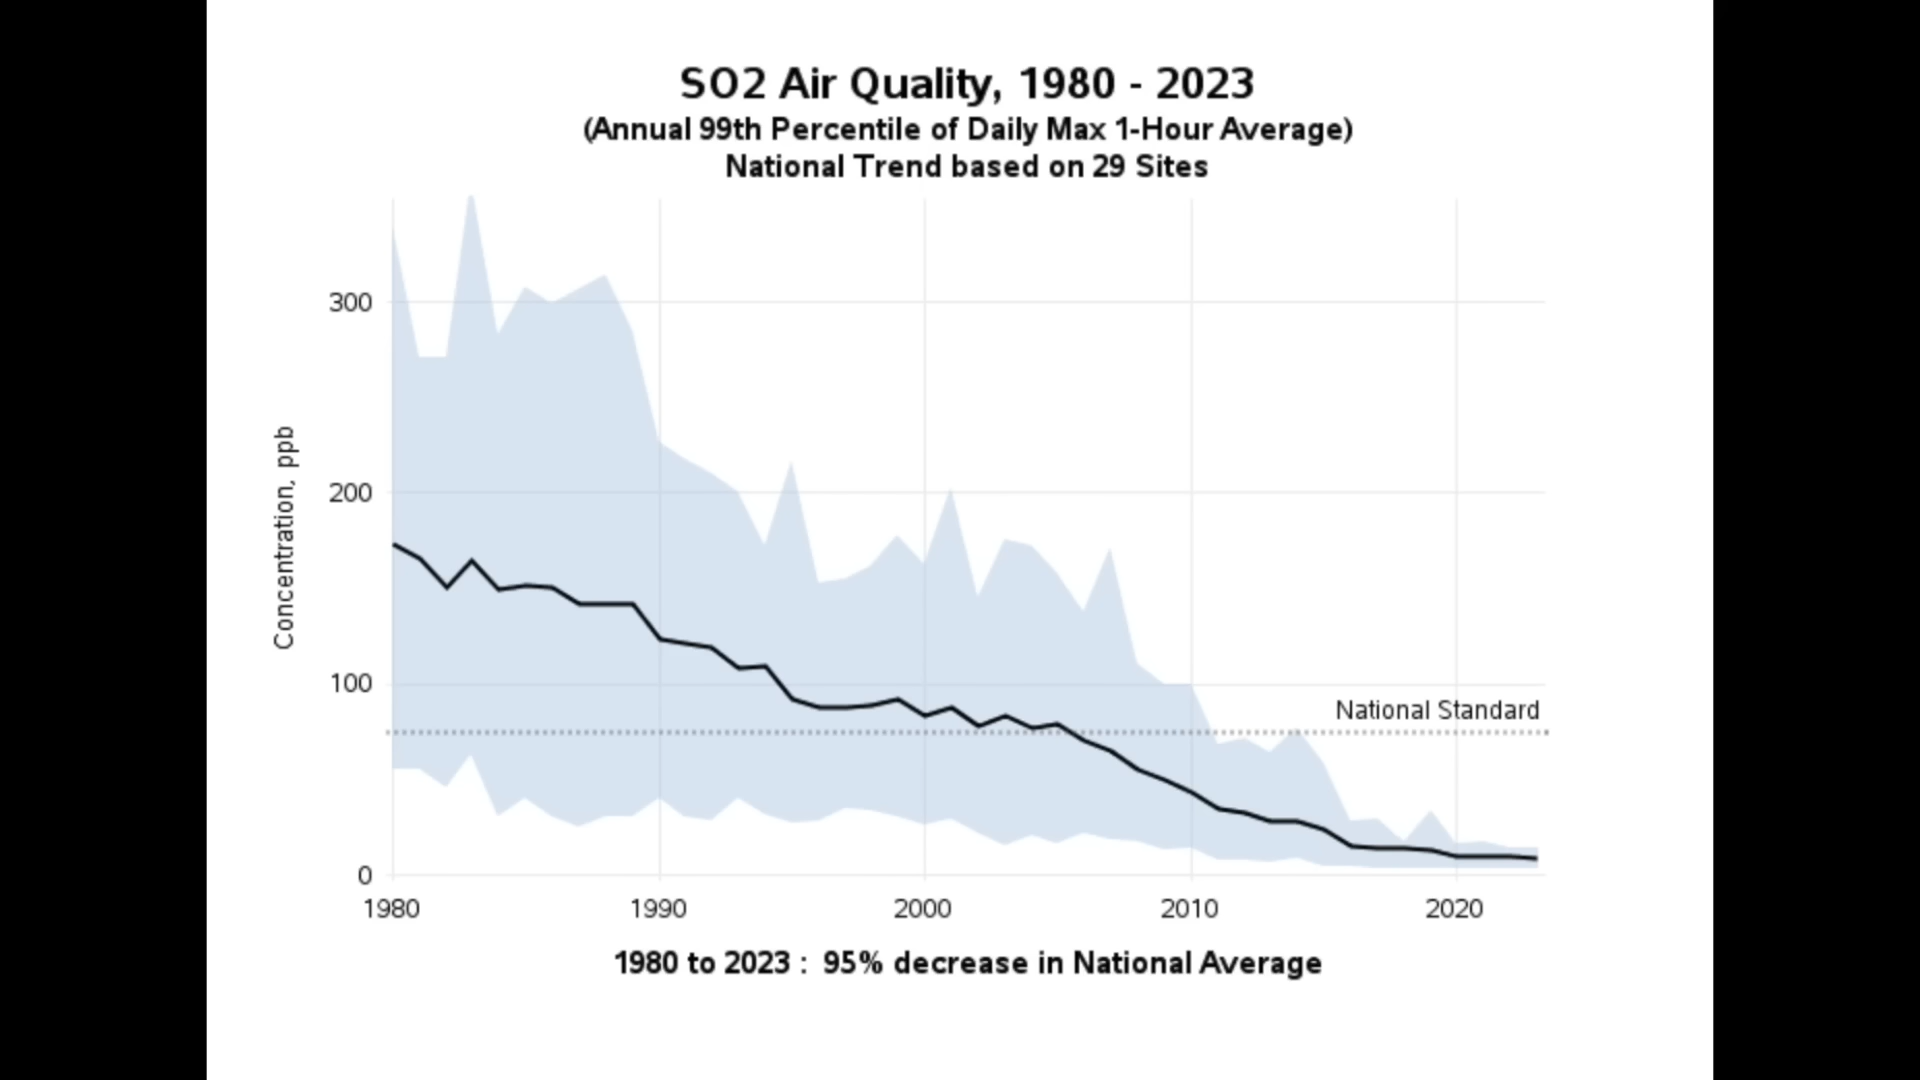 SO2 Air Quality, 1980 - 2023
(Annual 99th Percentile of Daily Max 1-Hour Average)
National Trend based on 29 Sites
Concentration, ppb
300
200
100
0
National Standard
1980 1990 2000 2010 2020
1980 to 2023 : 95% decrease in National Average